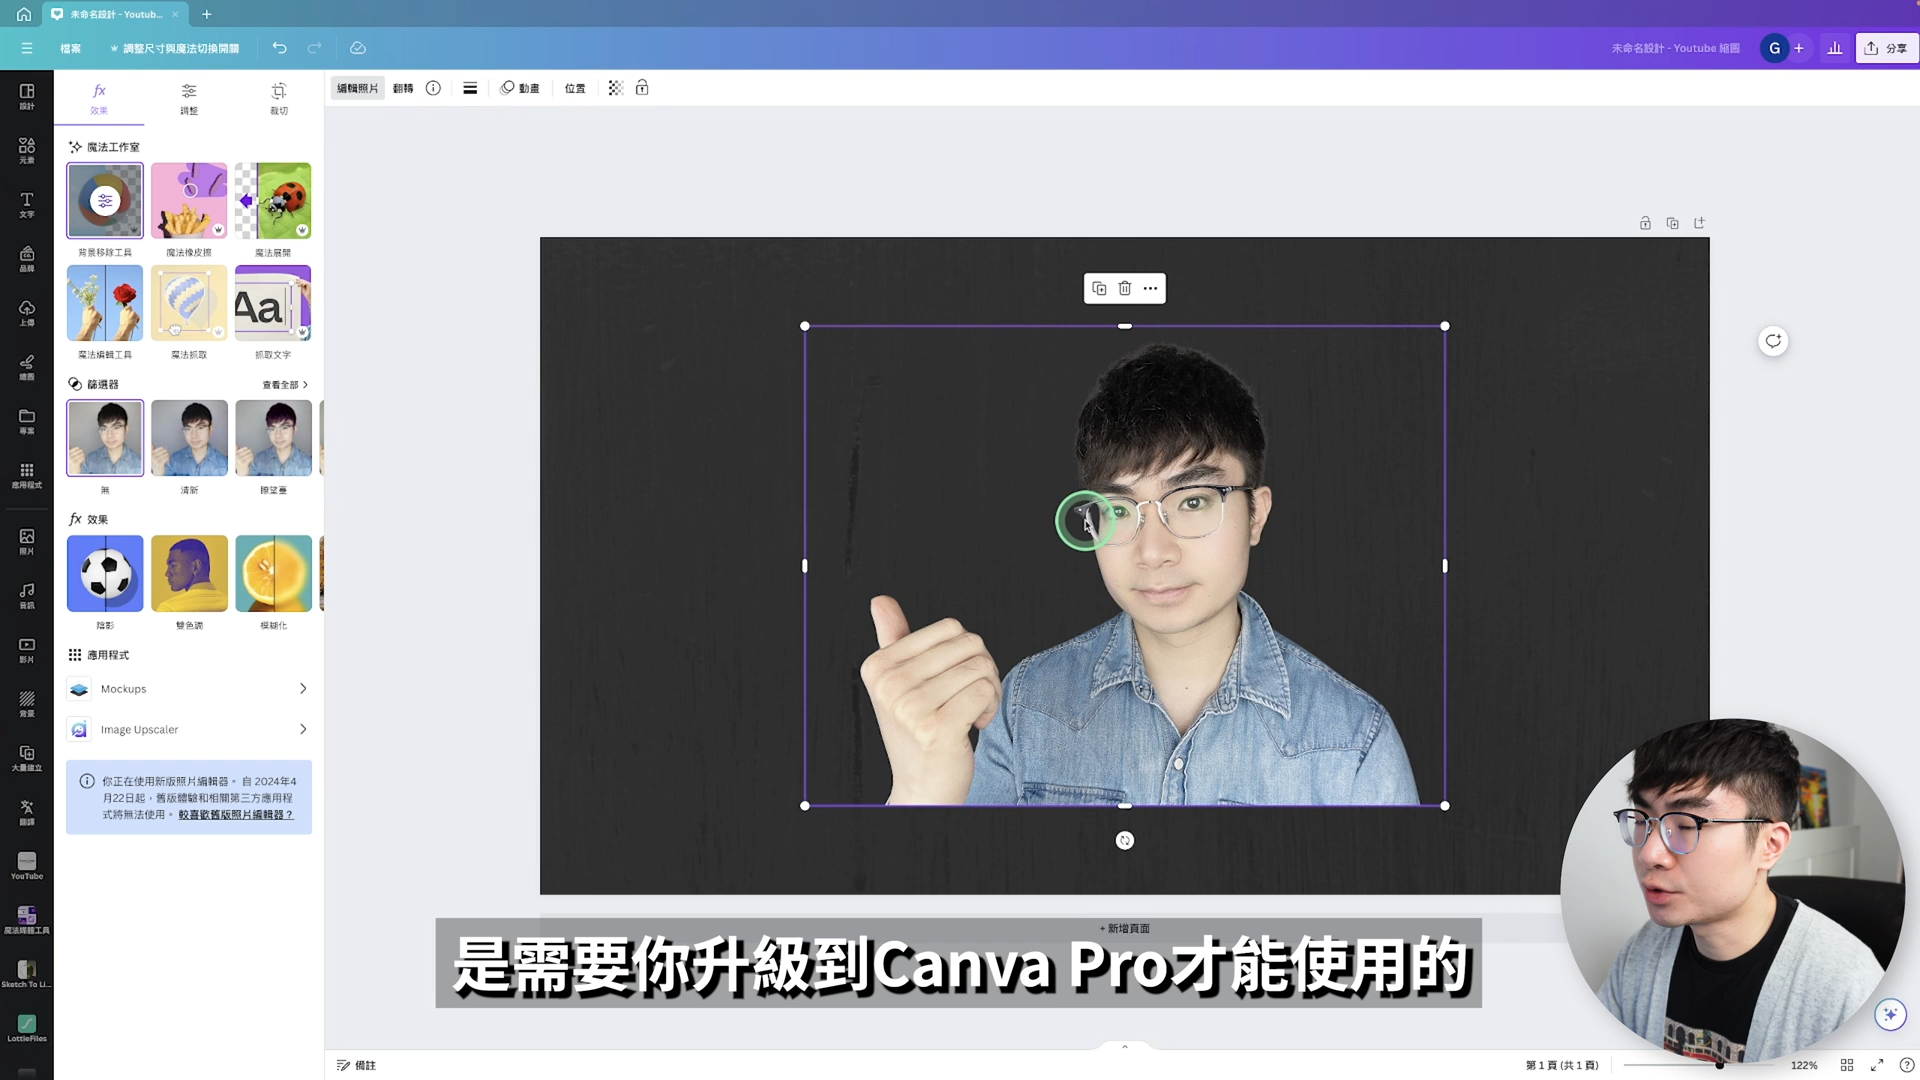 未命名設計 - Youtub...
檔案
調整尺寸與魔法切換開關
未命名設計 - Youtube 縮圖
G
分享
設計
元素
文字
品牌
上傳
繪圖
專案
應用程式
照片
音訊
影片
背景
大量建立
翻譯
YouTube
魔法媒體工具
Sketch To Li...
LottieFiles
效果
調整
裁切
編輯照片
翻轉
動畫
位置
魔法工作室
背景移除工具
魔法橡皮擦
魔法展開
Aa
魔法編輯工具
魔法抓取
抓取文字
篩選器
查看全部
無
清新
瞭望臺
fx 效果
陰影
雙色調
模糊化
應用程式
Mockups
Image Upscaler
你正在使用新版照片編輯器。自 2024年4
月22日起，舊版體驗和相關第三方應用程
式將無法使用。 較喜歡舊版照片編輯器？
+ 新增頁面
是需要你升級到Canva Pro才能使用的
備註
第 1 頁 (共 1 頁)
122%